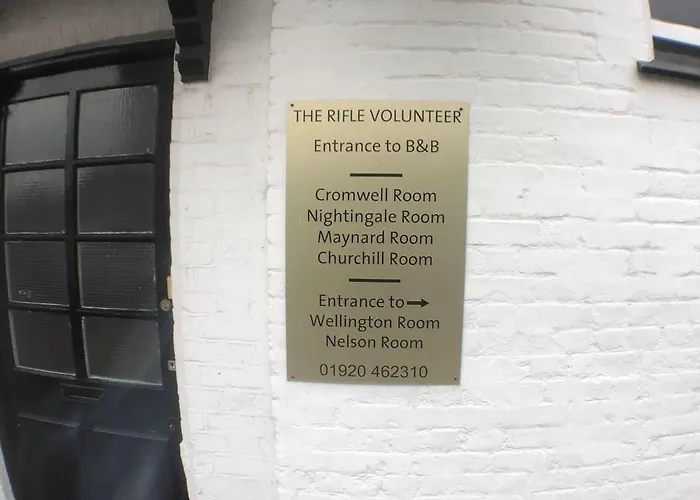 THE RIFLE VOLUNTEER
Entrance to B&B
Cromwell Room
Nightingale Room
Maynard Room
Churchill Room
Entrance to →
Wellington Room
Nelson Room
01920 462310